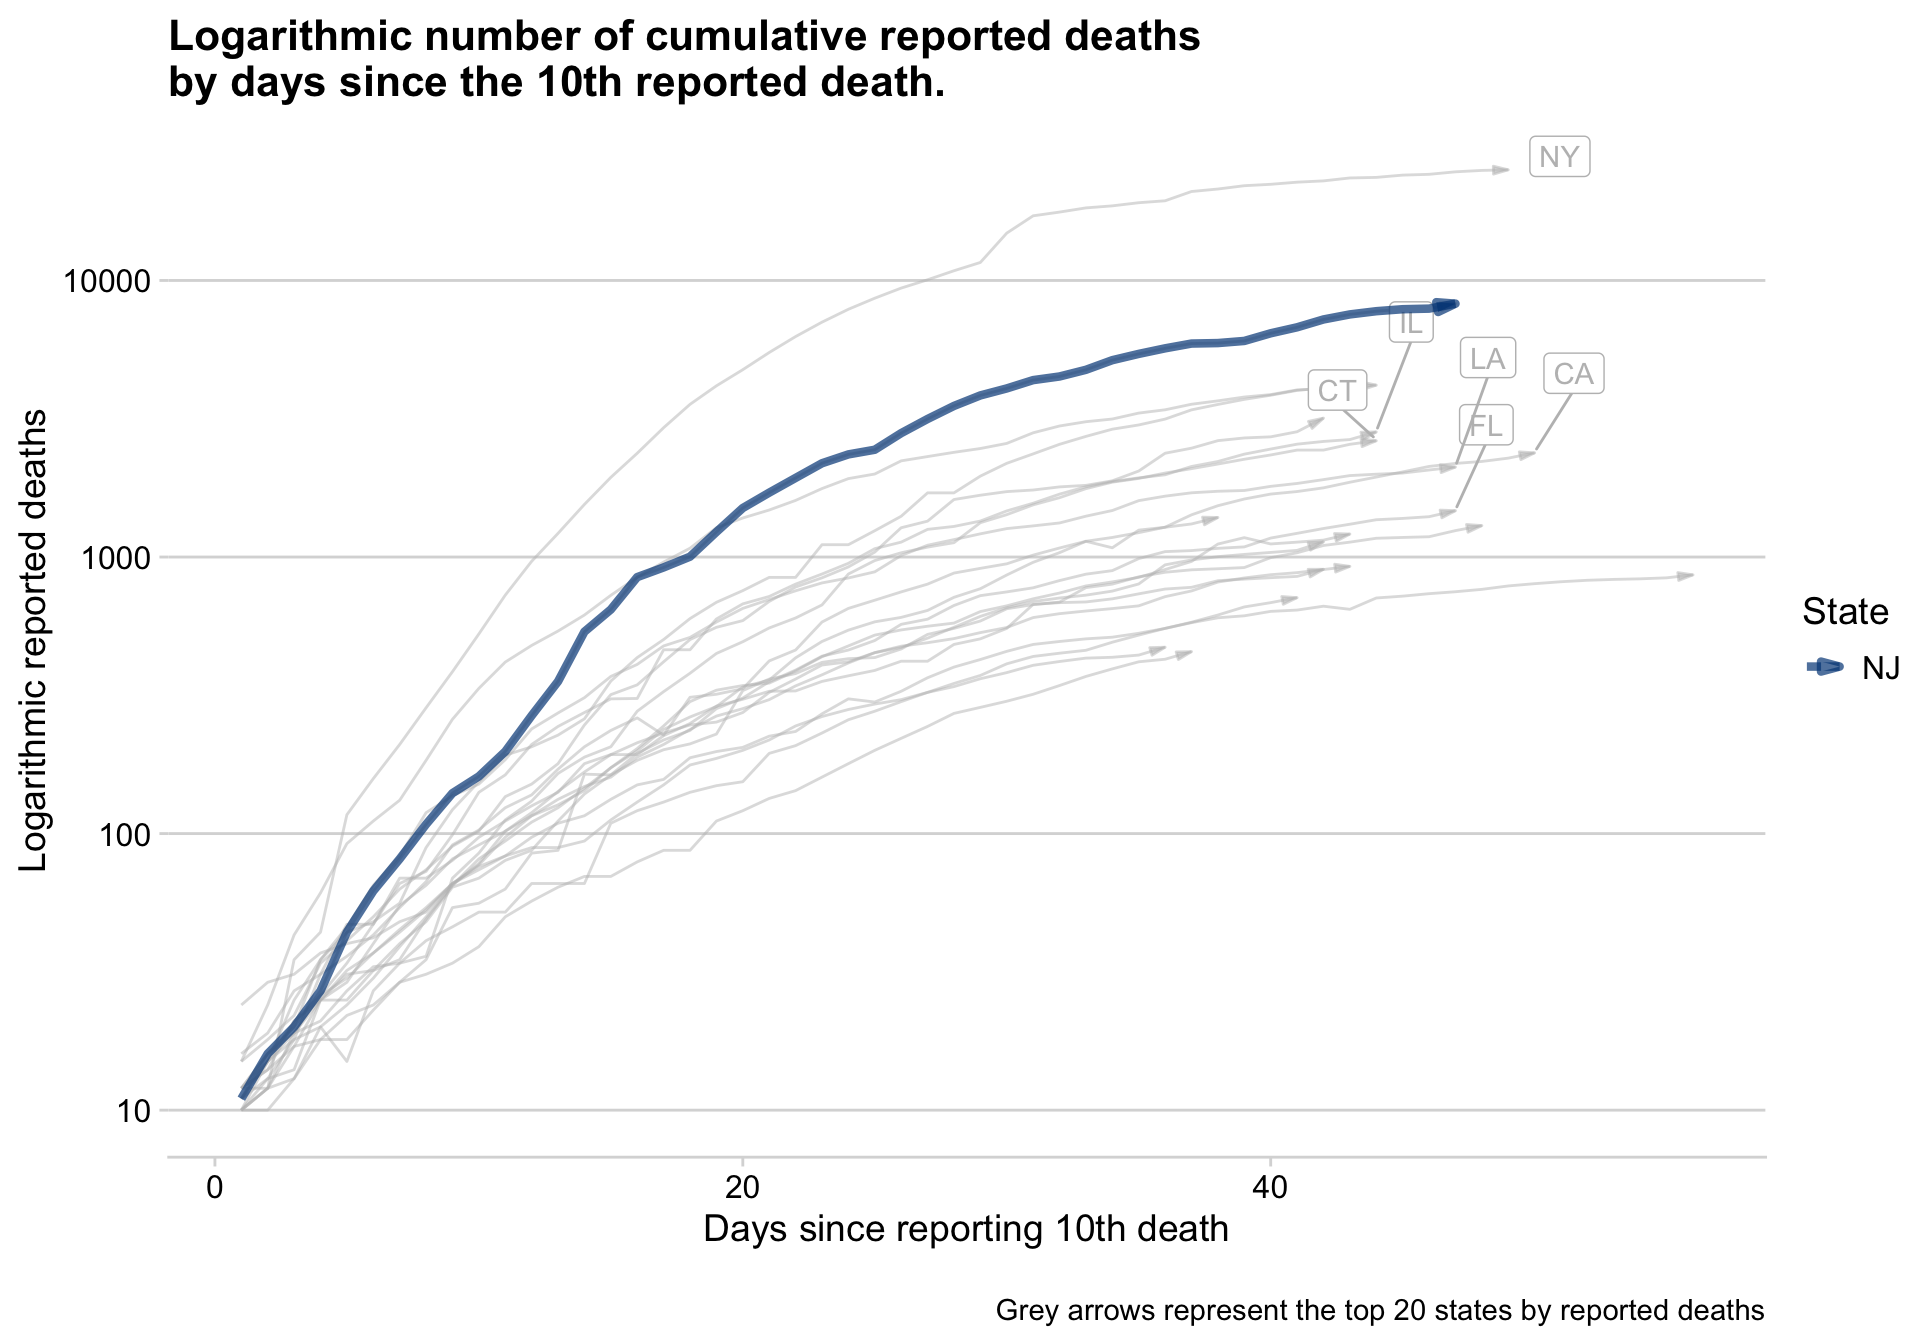 Logarithmic number of cumulative reported deaths
by days since the 10th reported death.
NY
10000
IL
LA
CA
CT
FL
1000
State
NJ
100
10
Logarithmic reported deaths
0 20 40
Days since reporting 10th death
Grey arrows represent the top 20 states by reported deaths